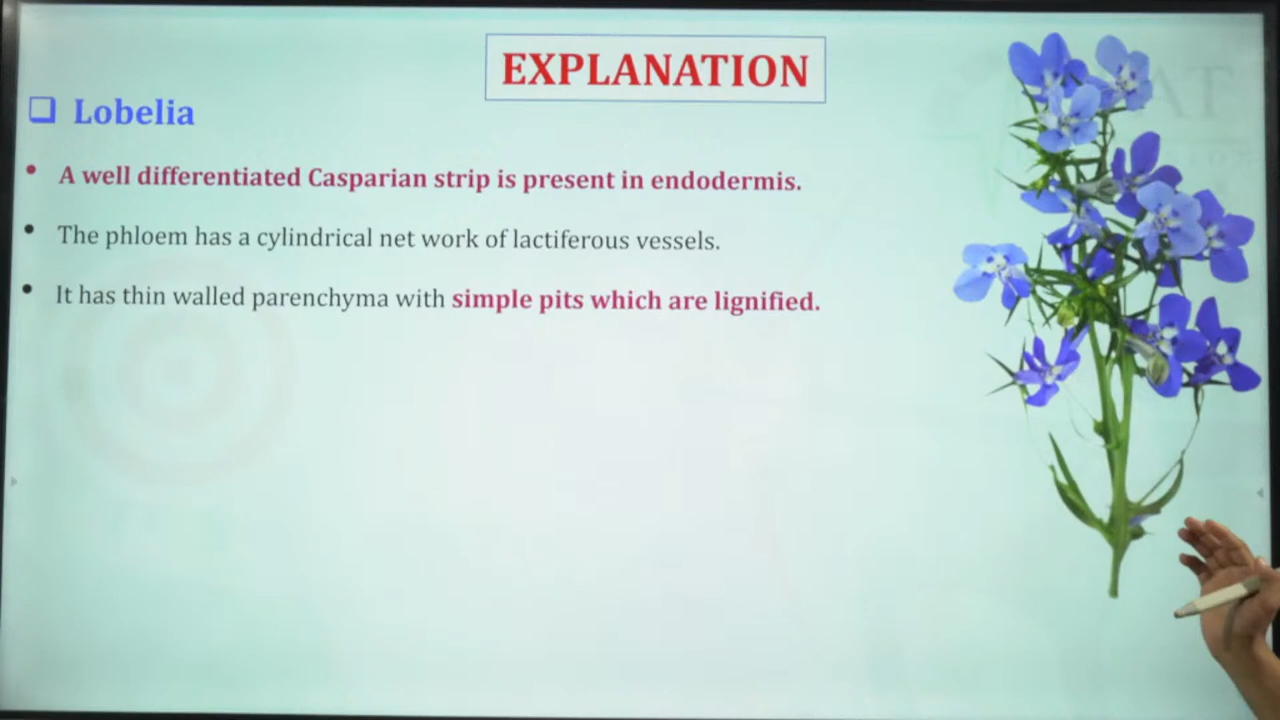 EXPLANATION
❑ Lobelia
• A well differentiated Casparian strip is present in endodermis.
• The phloem has a cylindrical net work of lactiferous vessels.
• It has thin walled parenchyma with simple pits which are lignified.